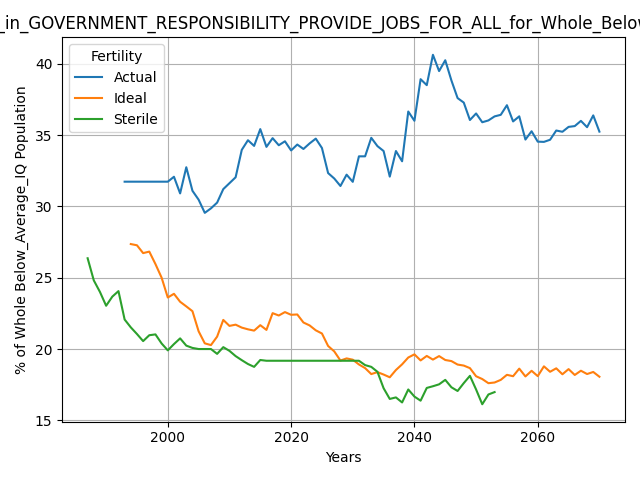 _in_GOVERNMENT_RESPONSIBILITY_PROVIDE_JOBS_FOR_ALL_for_Whole_Below
Fertility
Actual
Ideal
Sterile
% of Whole Below_Average_IQ Population
40
35
30
25
20
15
2000
2020
2040
2060
Years